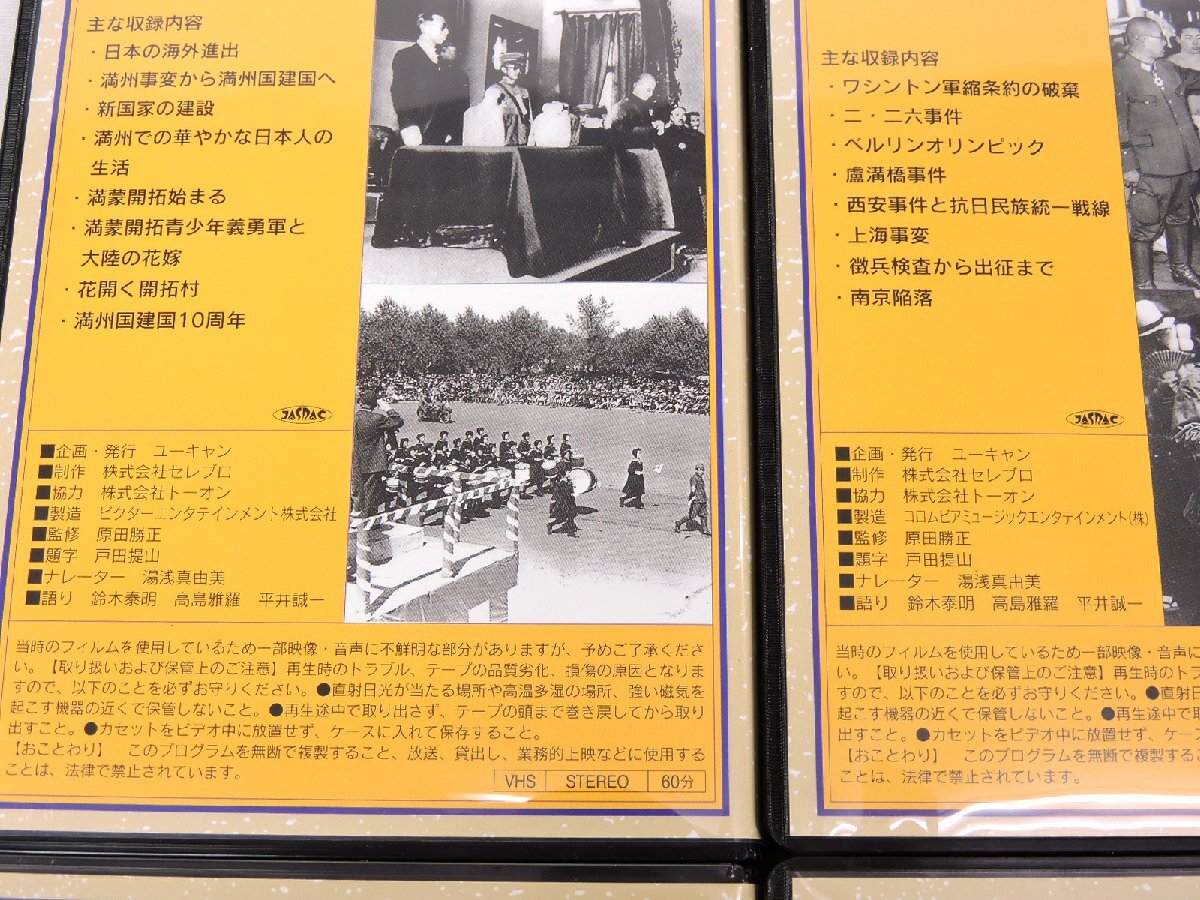 主な収録内容
・日本の海外進出
・満州事変から満州国建国へ
・新国家の建設
・満州での華やかな日本人の
生活
・満蒙開拓始まる
・満蒙開拓青少年義勇軍と
大陸の花嫁
・花開く開拓村
・満州国建国10周年
JASRAC
■企画・発行 ユーキャン
■制作 株式会社セレブロ
■協力 株式会社トーオン
■製造 ビクターエンタテインメント株式会社
■監修 原田勝正
■題字 戸田提山
■ナレーター 湯浅真由美
■語り 鈴木泰明 高島雅羅 平井誠一
当時のフィルムを使用しているため一部映像・音声に不鮮明な部分がありますが、予めご了承くださ
い。【取り扱いおよび保管上のご注意】再生時のトラブル、テープの品質劣化、損傷の原因となりま
すので、以下のことを必ずお守りください。●直射日光が当たる場所や高温多湿の場所、強い磁気を
起こす機器の近くで保管しないこと。●再生途中で取り出さず、テープの頭まで巻き戻してから取り
出すこと。●カセットをビデオ中に放置せず、ケースに入れて保存すること。
【おことわり】 このプログラムを無断で複製すること、放送、貸出し、業務的上映などに使用する
ことは、法律で禁止されています。
VHS STEREO 60分
主な収録内容
・ワシントン軍縮条約の破棄
・二・二六事件
・ベルリンオリンピック
・盧溝橋事件
・西安事件と抗日民族統一戦線
・上海事変
・徴兵検査から出征まで
・南京陥落
JASRAC
■企画・発行 ユーキャン
■制作 株式会社セレブロ
■協力 株式会社トーオン
■製造 コロムビアミュージックエンタテインメント(株)
■監修 原田勝正
■題字 戸田提山
■ナレーター 湯浅真由美
■語り 鈴木泰明 高島雅羅 平井誠一
当時のフィルムを使用しているため一部映像・音声に
い。【取り扱いおよび保管上のご注意】再生時のトラ
すので、以下のことを必ずお守りください。●直射
起こす機器の近くで保管しないこと。●再生途中で取
出すこと。●カセットをビデオ中に放置せず、ケース
【おことわり】 このプログラムを無断で複製するこ
ことは、法律で禁止されています。